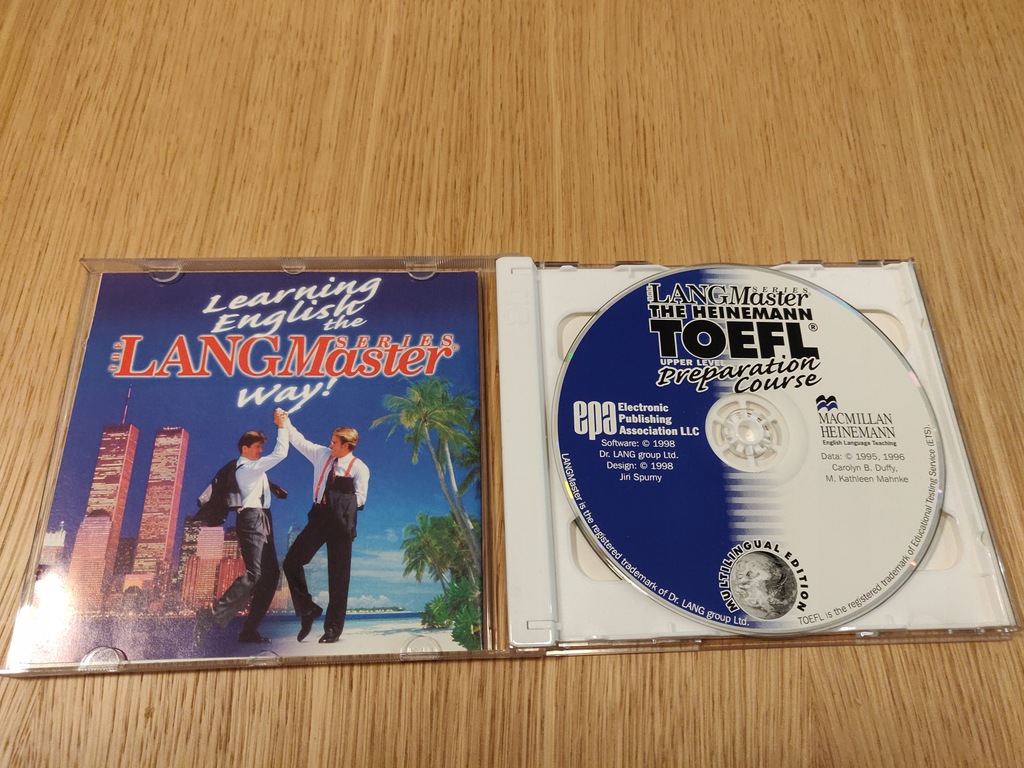 Learning
English
the
THE LANGMaster SERIES®
way!
THE LANGMaster SERIES
THE HEINEMANN
TOEFL®
UPPER LEVEL
Preparation
Course
epa Electronic
Publishing
Association LLC
Software: © 1998
Dr. LANG group Ltd.
Design: © 1998
Jiri Spurny
MACMILLAN
HEINEMANN
English Language Teaching
Data: © 1995, 1996
Carolyn B. Duffy,
M. Kathleen Mahnke
MULTILINGUAL EDITION
LANGMaster is the registered trademark of Dr. LANG group Ltd.
TOEFL is the registered trademark of Educational Testing Service (ETS).